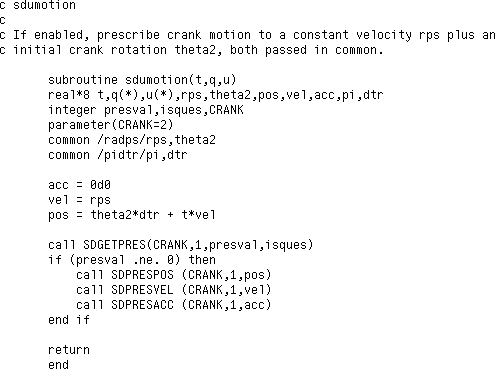 c sdumotion
c
c If enabled, prescribe crank motion to a constant velocity rps plus an
c initial crank rotation theta2, both passed in common.
subroutine sdumotion(t,q,u)
real*8 t,q(*),u(*),rps,theta2,pos,vel,acc,pi,dtr
integer presval,isques,CRANK
parameter(CRANK=2)
common /radps/rps,theta2
common /pidtr/pi,dtr
acc = 0d0
vel = rps
pos = theta2*dtr + t*vel
call SDGETPRES(CRANK,1,presval,isques)
if (presval .ne. 0) then
call SDPRESPOS (CRANK,1,pos)
call SDPRESVEL (CRANK,1,vel)
call SDPRESACC (CRANK,1,acc)
end if
return
end